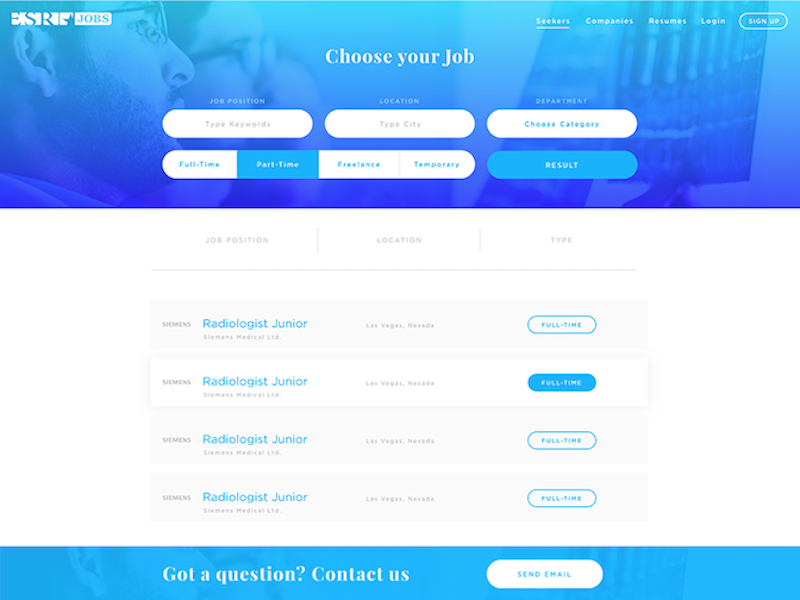 ESRF JOBS
Seekers Companies Resumes Login SIGN UP
Choose your Job
JOB POSITION LOCATION DEPARTMENT
Type Keywords Type City Choose Category
Full-Time Part-Time Freelance Temporary RESULT
JOB POSITION LOCATION TYPE
SIEMENS Radiologist Junior Las Vegas, Nevada FULL-TIME
Siemens Medical Ltd.
SIEMENS Radiologist Junior Las Vegas, Nevada FULL-TIME
Siemens Medical Ltd.
SIEMENS Radiologist Junior Las Vegas, Nevada FULL-TIME
Siemens Medical Ltd.
SIEMENS Radiologist Junior Las Vegas, Nevada FULL-TIME
Siemens Medical Ltd.
Got a question? Contact us SEND EMAIL